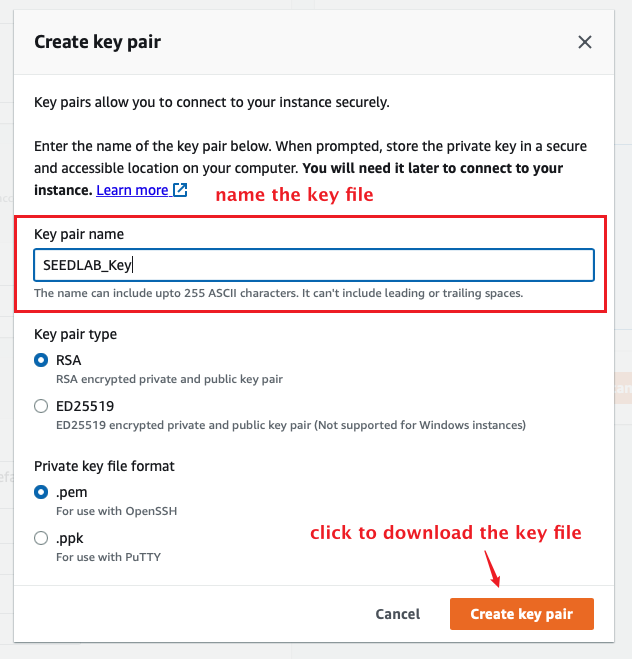 Create key pair
Key pairs allow you to connect to your instance securely.
Enter the name of the key pair below. When prompted, store the private key in a secure
and accessible location on your computer. You will need it later to connect to your
instance. Learn more
name the key file
Key pair name
SEEDLAB_Key
The name can include upto 255 ASCII characters. It can't include leading or trailing spaces.
Key pair type
RSA
RSA encrypted private and public key pair
ED25519
ED25519 encrypted private and public key pair (Not supported for Windows instances)
Private key file format
.pem
For use with OpenSSH
.ppk
For use with PuTTY
click to download the key file
Cancel
Create key pair